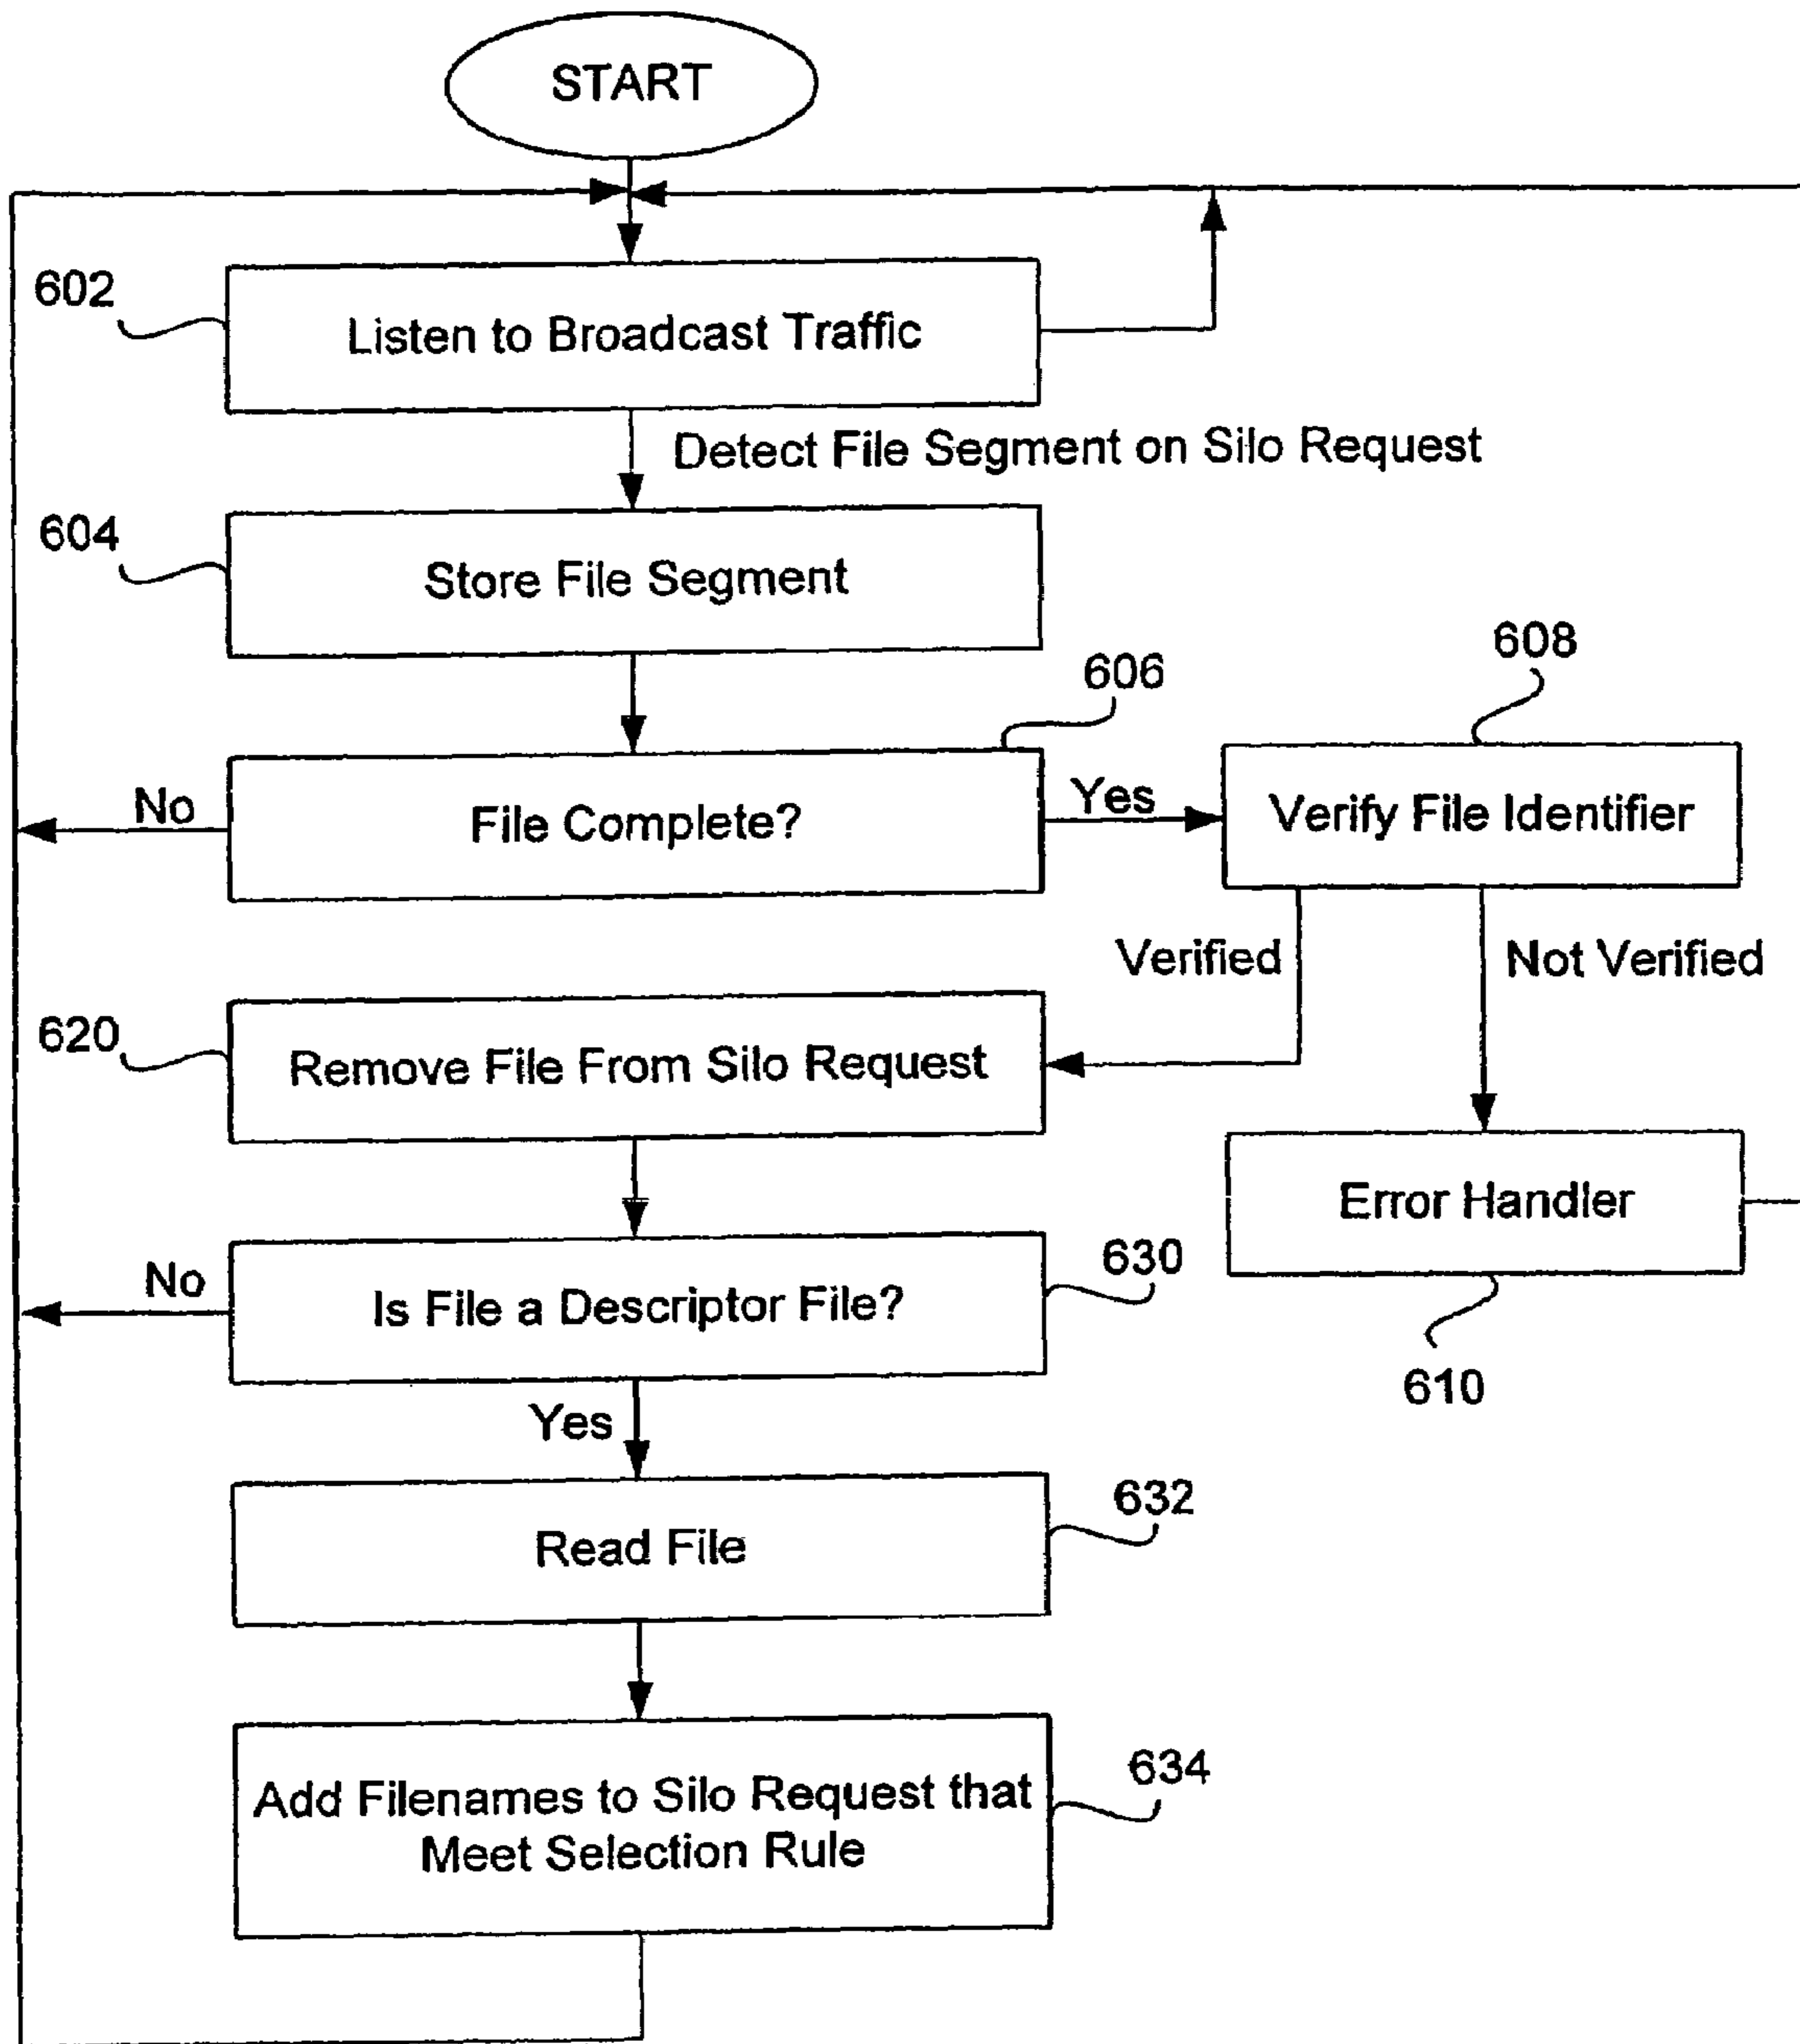 START
602
Listen to Broadcast Traffic
Detect File Segment on Silo Request
604
Store File Segment
606
608
No
File Complete?
Yes
Verify File Identifier
Verified
Not Verified
620
Remove File From Silo Request
Error Handler
610
No
Is File a Descriptor File?
630
Yes
Read File
632
Add Filenames to Silo Request that
Meet Selection Rule
634